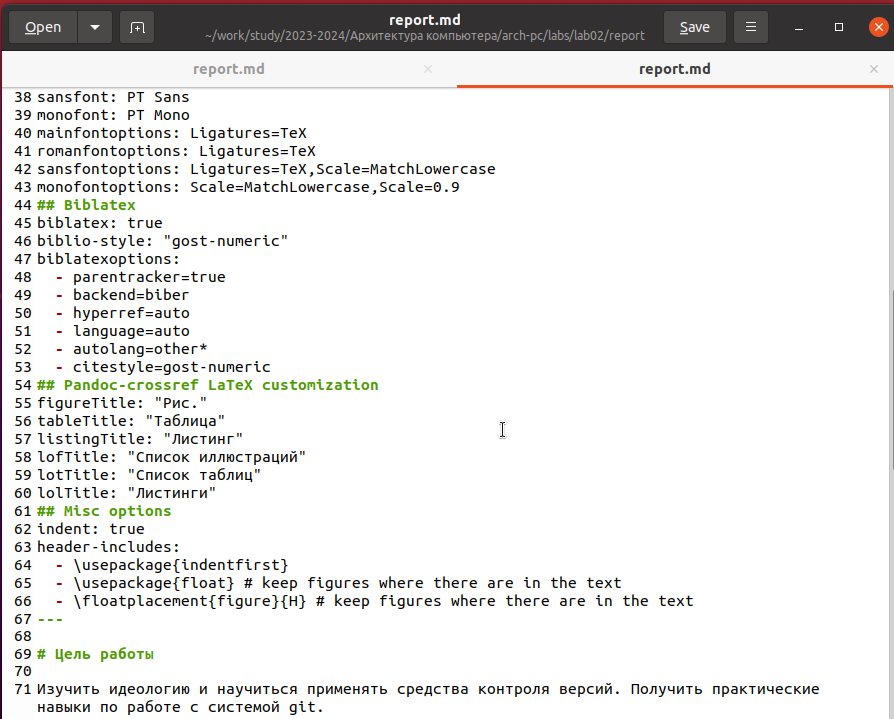 Open
report.md
~/work/study/2023-2024/Архитектура компьютера/arch-pc/labs/lab02/report
Save
report.md
report.md
38 sansfont: PT Sans
39 monofont: PT Mono
40 mainfontoptions: Ligatures=TeX
41 romanfontoptions: Ligatures=TeX
42 sansfontoptions: Ligatures=TeX,Scale=MatchLowercase
43 monofontoptions: Scale=MatchLowercase,Scale=0.9
44 ## Biblatex
45 biblatex: true
46 biblio-style: "gost-numeric"
47 biblatexoptions:
48   - parentracker=true
49   - backend=biber
50   - hyperref=auto
51   - language=auto
52   - autolang=other*
53   - citestyle=gost-numeric
54 ## Pandoc-crossref LaTeX customization
55 figureTitle: "Рис."
56 tableTitle: "Таблица"
57 listingTitle: "Листинг"
58 lofTitle: "Список иллюстраций"
59 lotTitle: "Список таблиц"
60 lolTitle: "Листинги"
61 ## Misc options
62 indent: true
63 header-includes:
64   - \usepackage{indentfirst}
65   - \usepackage{float} # keep figures where there are in the text
66   - \floatplacement{figure}{H} # keep figures where there are in the text
67 ---
68
69 # Цель работы
70
71 Изучить идеологию и научиться применять средства контроля версий. Получить практические
навыки по работе с системой git.